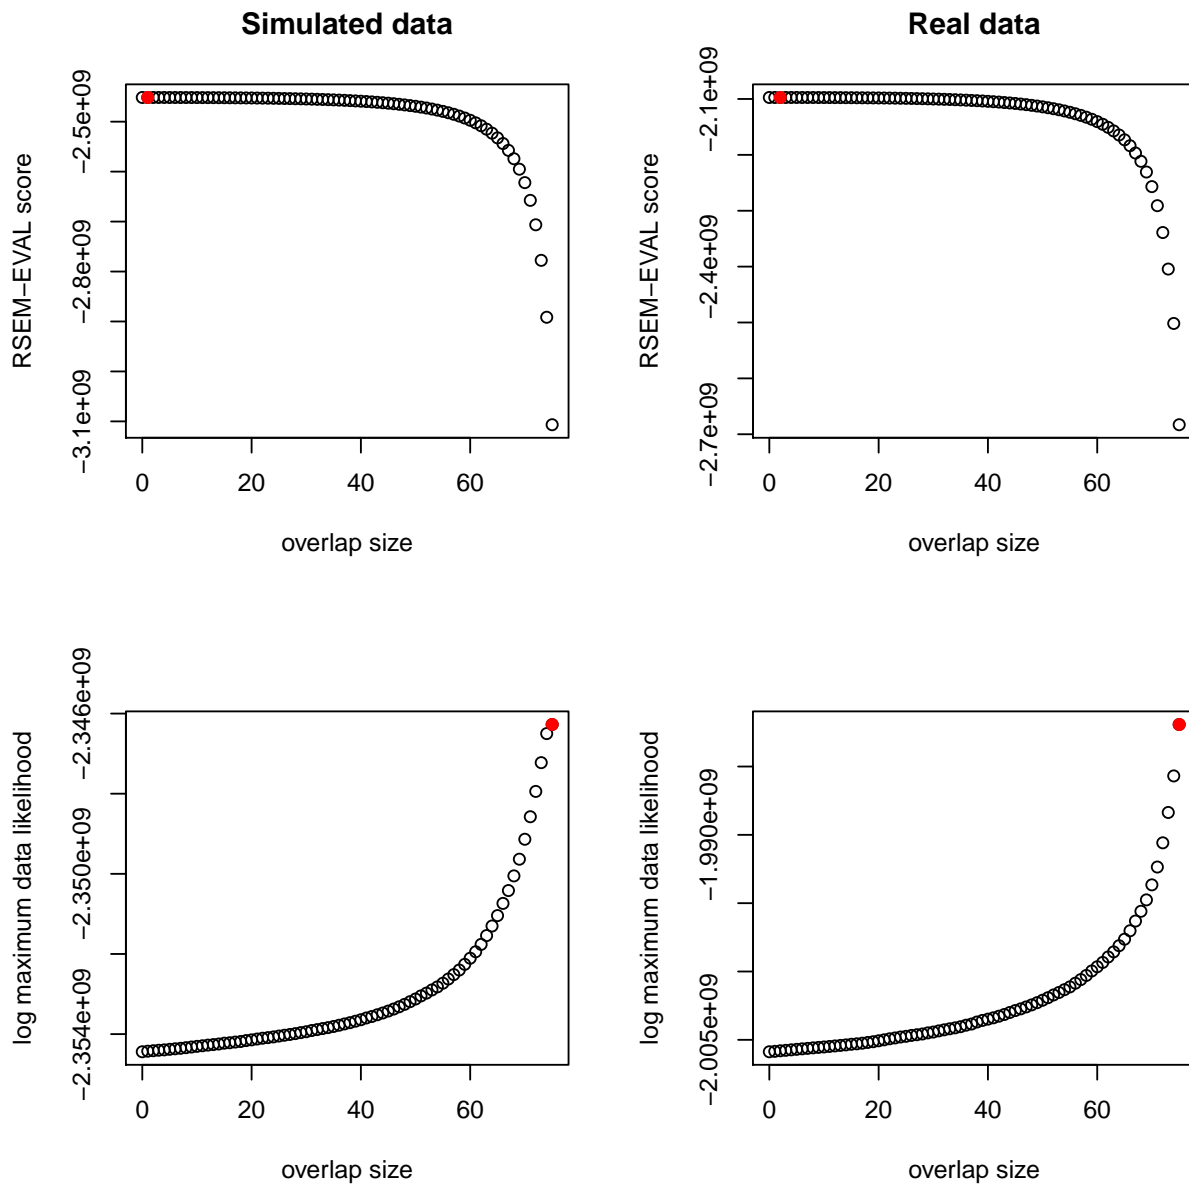 Simulated data
RSEM−EVAL score
−2.5e+09
−2.8e+09
−3.1e+09
0 20 40 60
overlap size
Real data
RSEM−EVAL score
−2.1e+09
−2.4e+09
−2.7e+09
0 20 40 60
overlap size
log maximum data likelihood
−2.346e+09
−2.350e+09
−2.354e+09
0 20 40 60
overlap size
log maximum data likelihood
−1.990e+09
−2.005e+09
0 20 40 60
overlap size